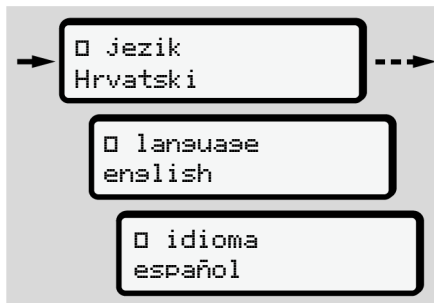 □ jezik
Hrvatski
□ language
english
□ idioma
español